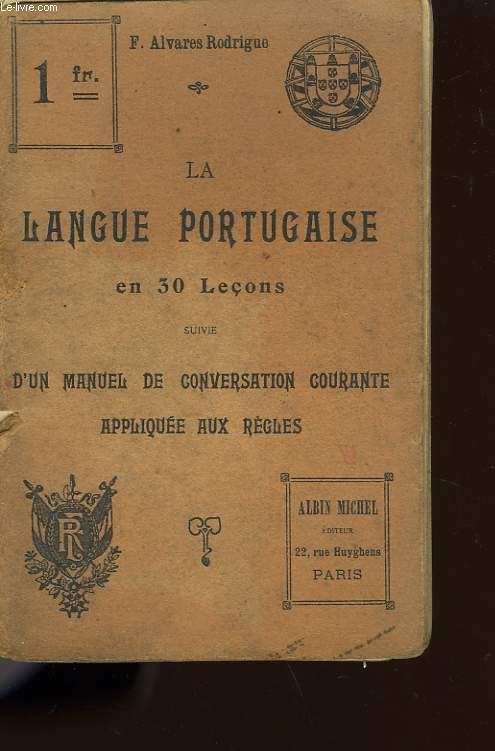 Le-livre.com
1 fr.
F. Alvares Rodrigue
LA
LANGUE PORTUGAISE
en 30 Leçons
SUIVIE
D'UN MANUEL DE CONVERSATION COURANTE
APPLIQUÉE AUX RÈGLES
RF
ALBIN MICHEL
ÉDITEUR
22, rue Huyghens
PARIS